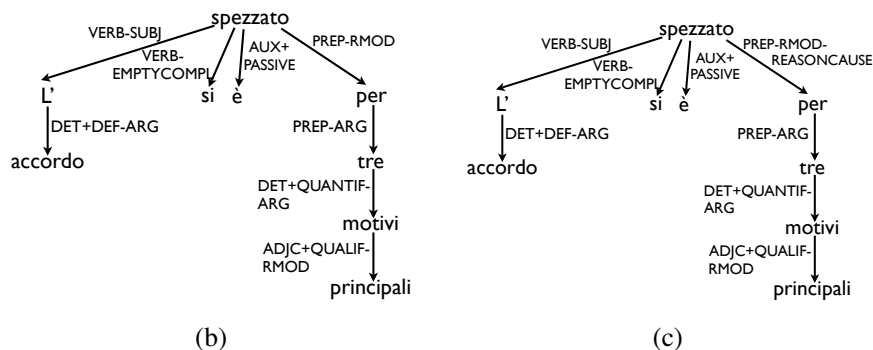 spezzato
VERB-SUBJ
VERB-
EMPTYCOMPL
AUX+
PASSIVE
PREP-RMOD
L'
si
è
per
DET+DEF-ARG
PREP-ARG
accordo
tre
DET+QUANTIF-
ARG
motivi
ADJC+QUALIF-
RMOD
principali
(b)
spezzato
VERB-SUBJ
VERB-
EMPTYCOMPL
AUX+
PASSIVE
PREP-RMOD-
REASONCAUSE
L'
si
è
per
DET+DEF-ARG
PREP-ARG
accordo
tre
DET+QUANTIF-
ARG
motivi
ADJC+QUALIF-
RMOD
principali
(c)